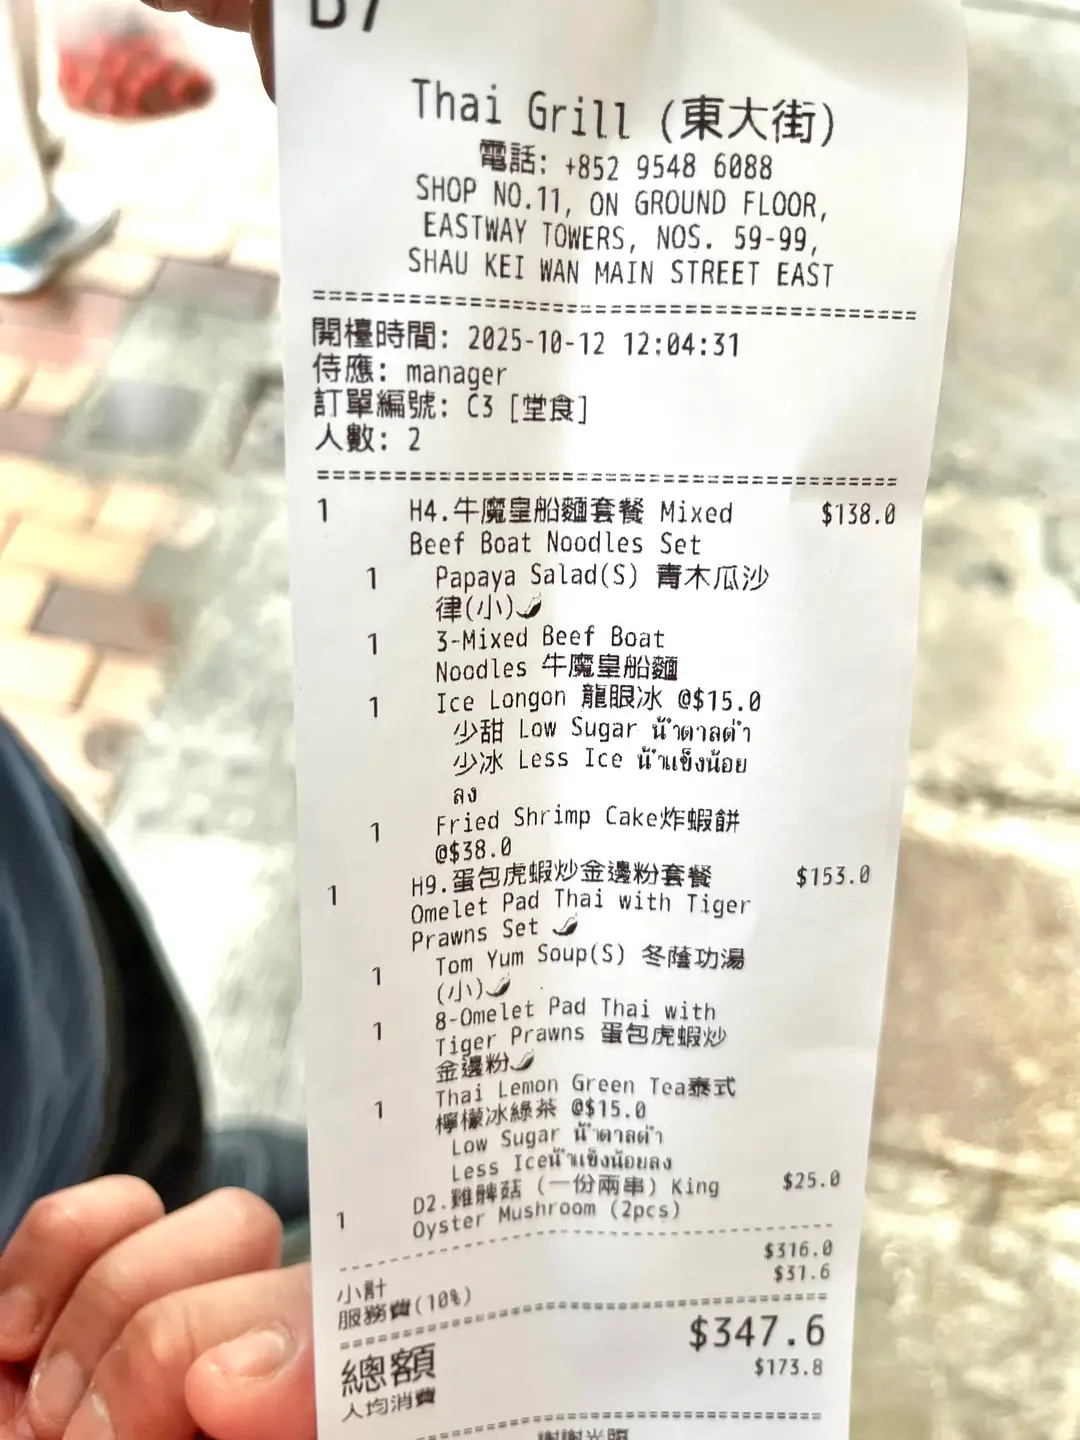 Thai Grill (東大街)
電話: +852 9548 6088
SHOP NO.11, ON GROUND FLOOR,
EASTWAY TOWERS, NOS. 59-99,
SHAU KEI WAN MAIN STREET EAST
開檯時間: 2025-10-12 12:04:31
侍應: manager
訂單編號: C3 [堂食]
人數: 2
1 H4.牛魔皇船麵套餐 Mixed $138.0
Beef Boat Noodles Set
1 Papaya Salad(S) 青木瓜沙
律(小)
1 3-Mixed Beef Boat
Noodles 牛魔皇船麵
1 Ice Longon 龍眼冰 @$15.0
少甜 Low Sugar น้ำตาลต่ำ
少冰 Less Ice น้ำแข็งน้อย
ลง
1 Fried Shrimp Cake炸蝦餅
@$38.0
1 H9.蛋包虎蝦炒金邊粉套餐 $153.0
Omelet Pad Thai with Tiger
Prawns Set
1 Tom Yum Soup(S) 冬蔭功湯
(小)
1 8-Omelet Pad Thai with
Tiger Prawns 蛋包虎蝦炒
金邊粉
1 Thai Lemon Green Tea泰式
檸檬冰綠茶 @$15.0
Low Sugar น้ำตาลต่ำ
Less Iceน้ำแข็งน้อยลง
1 D2.雞髀菇 (一份兩串) King $25.0
Oyster Mushroom (2pcs)
小計 $316.0
服務費(10%) $31.6
總額 $347.6
人均消費 $173.8